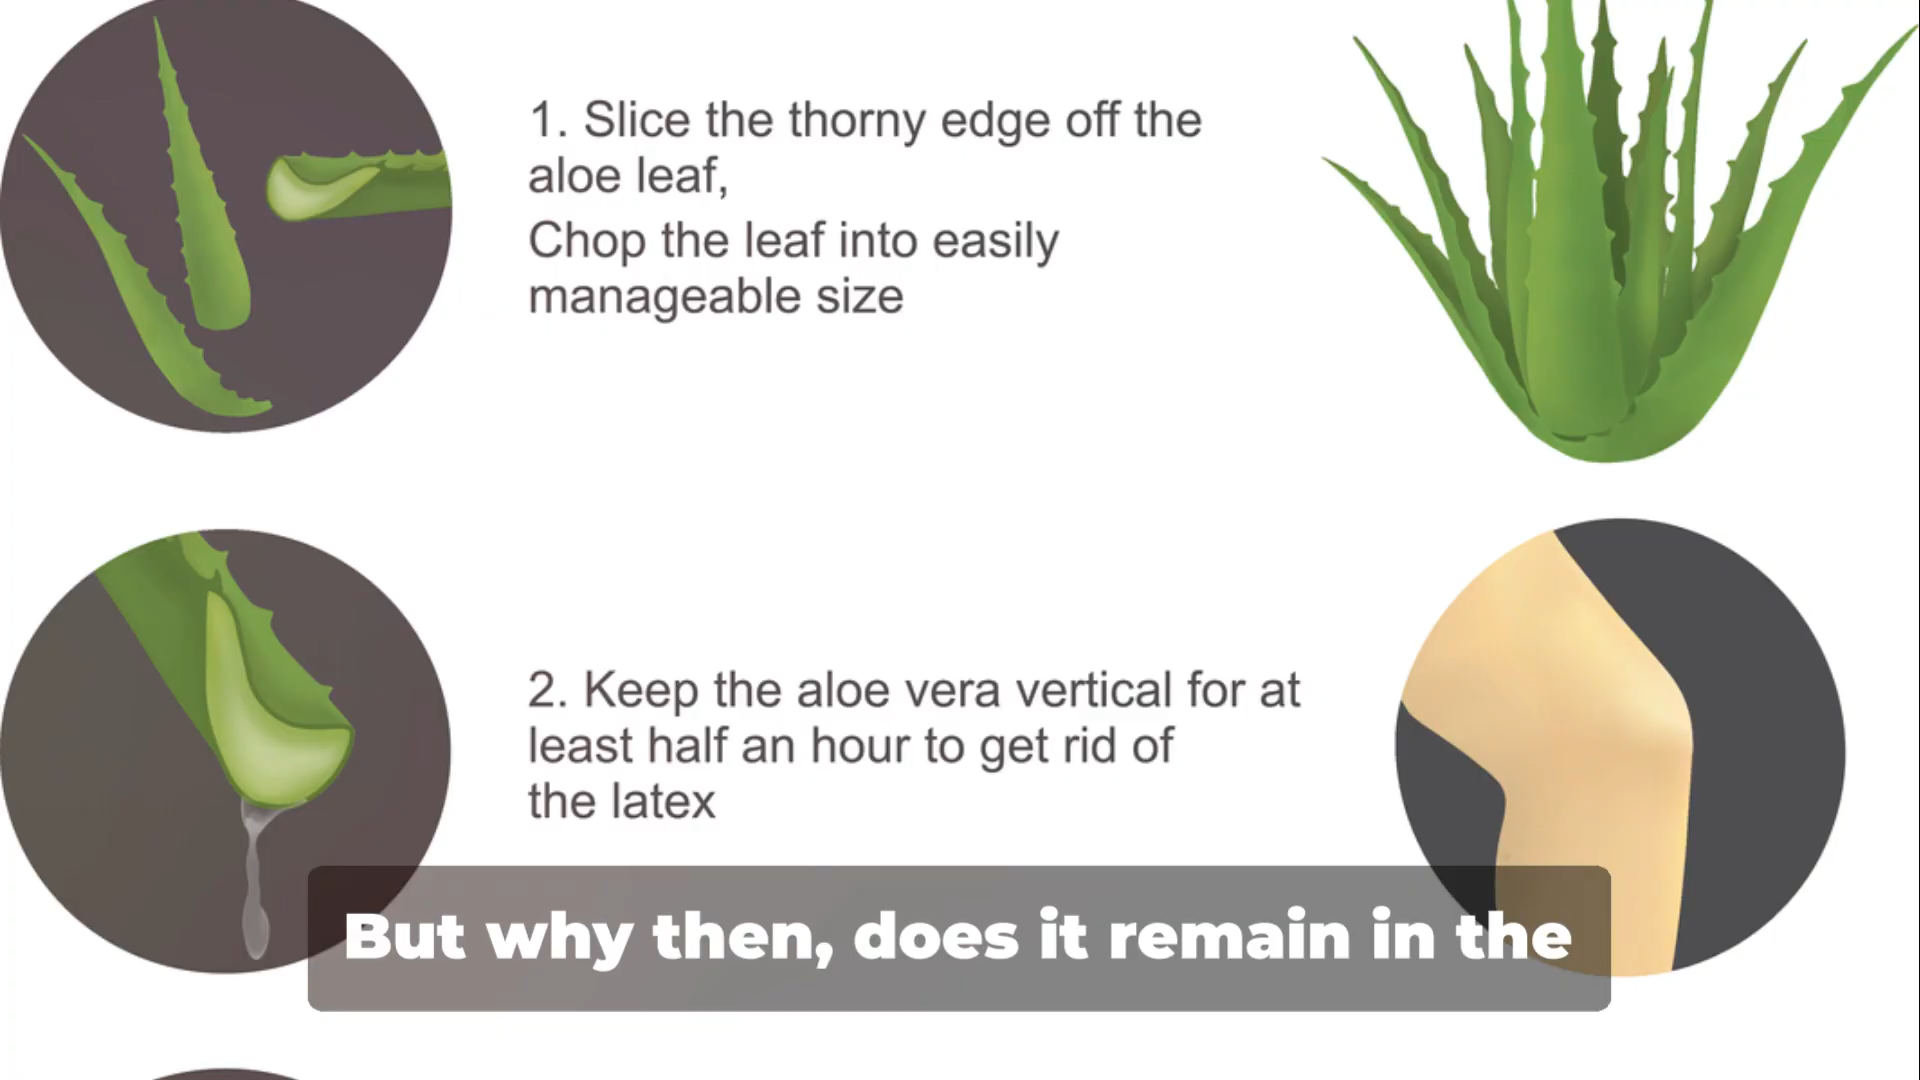 1. Slice the thorny edge off the
aloe leaf,
Chop the leaf into easily
manageable size
2. Keep the aloe vera vertical for at
least half an hour to get rid of
the latex
But why then, does it remain in the